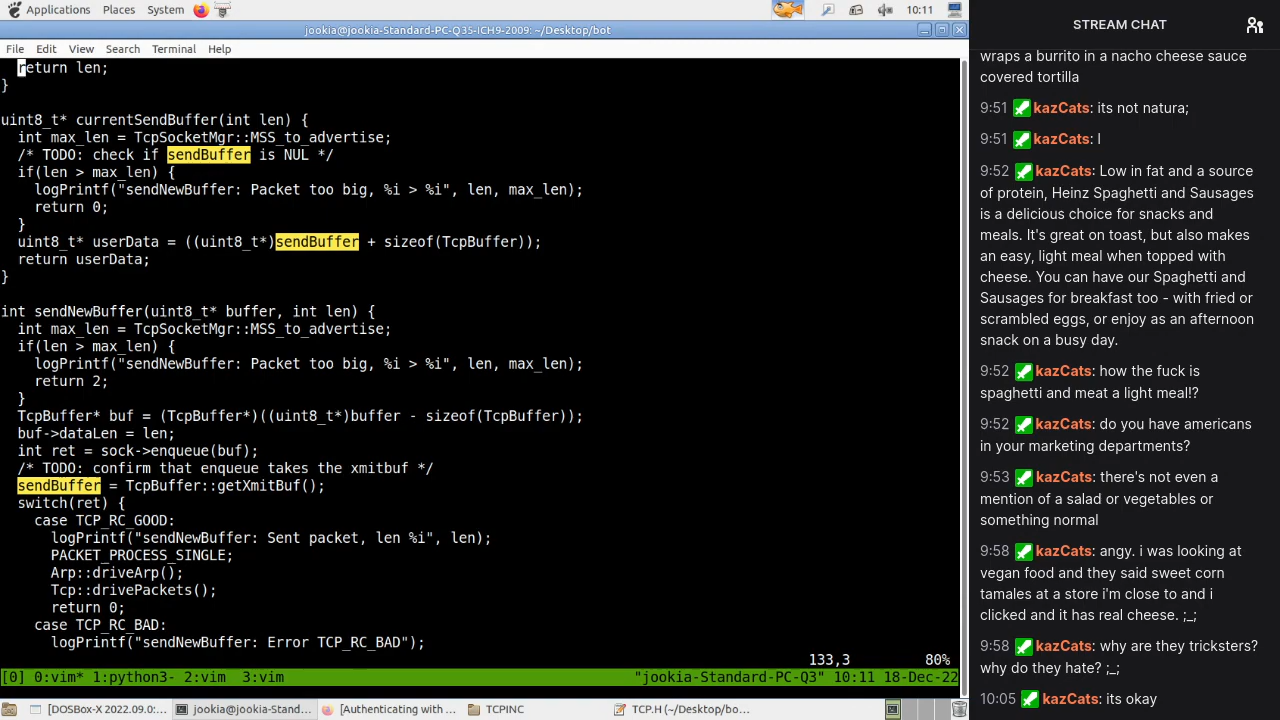 Applications Places System 10:11
jookia@jookia-Standard-PC-Q35-ICH9-2009: ~/Desktop/bot
File Edit View Search Terminal Help
return len;
}
uint8_t* currentSendBuffer(int len) {
int max_len = TcpSocketMgr::MSS_to_advertise;
/* TODO: check if sendBuffer is NUL */
if(len > max_len) {
logPrintf("sendNewBuffer: Packet too big, %i > %i", len, max_len);
return 0;
}
uint8_t* userData = ((uint8_t*)sendBuffer + sizeof(TcpBuffer));
return userData;
}
int sendNewBuffer(uint8_t* buffer, int len) {
int max_len = TcpSocketMgr::MSS_to_advertise;
if(len > max_len) {
logPrintf("sendNewBuffer: Packet too big, %i > %i", len, max_len);
return 2;
}
TcpBuffer* buf = (TcpBuffer*)((uint8_t*)buffer - sizeof(TcpBuffer));
buf->dataLen = len;
int ret = sock->enqueue(buf);
/* TODO: confirm that enqueue takes the xmitbuf */
sendBuffer = TcpBuffer::getXmitBuf();
switch(ret) {
case TCP_RC_GOOD:
logPrintf("sendNewBuffer: Sent packet, len %i", len);
PACKET_PROCESS_SINGLE;
Arp::driveArp();
Tcp::drivePackets();
return 0;
case TCP_RC_BAD:
logPrintf("sendNewBuffer: Error TCP_RC_BAD");
133,3 80%
[0] 0:vim* 1:python3- 2:vim 3:vim "jookia-Standard-PC-Q3" 10:11 18-Dec-22
[DOSBox-X 2022.09.0:... jookia@jookia-Stand... [Authenticating with ... TCPINC TCP.H (~/Desktop/bo...
STREAM CHAT
wraps a burrito in a nacho cheese sauce
covered tortilla
9:51 kazCats: its not natura;
9:51 kazCats: l
9:52 kazCats: Low in fat and a source
of protein, Heinz Spaghetti and Sausages
is a delicious choice for snacks and
meals. It's great on toast, but also makes
an easy, light meal when topped with
cheese. You can have our Spaghetti and
Sausages for breakfast too - with fried or
scrambled eggs, or enjoy as an afternoon
snack on a busy day.
9:52 kazCats: how the fuck is
spaghetti and meat a light meal!?
9:52 kazCats: do you have americans
in your marketing departments?
9:53 kazCats: there's not even a
mention of a salad or vegetables or
something normal
9:58 kazCats: angy. i was looking at
vegan food and they said sweet corn
tamales at a store i'm close to and i
clicked and it has real cheese. ;_;
9:58 kazCats: why are they tricksters?
why do they hate? ;_;
10:05 kazCats: its okay